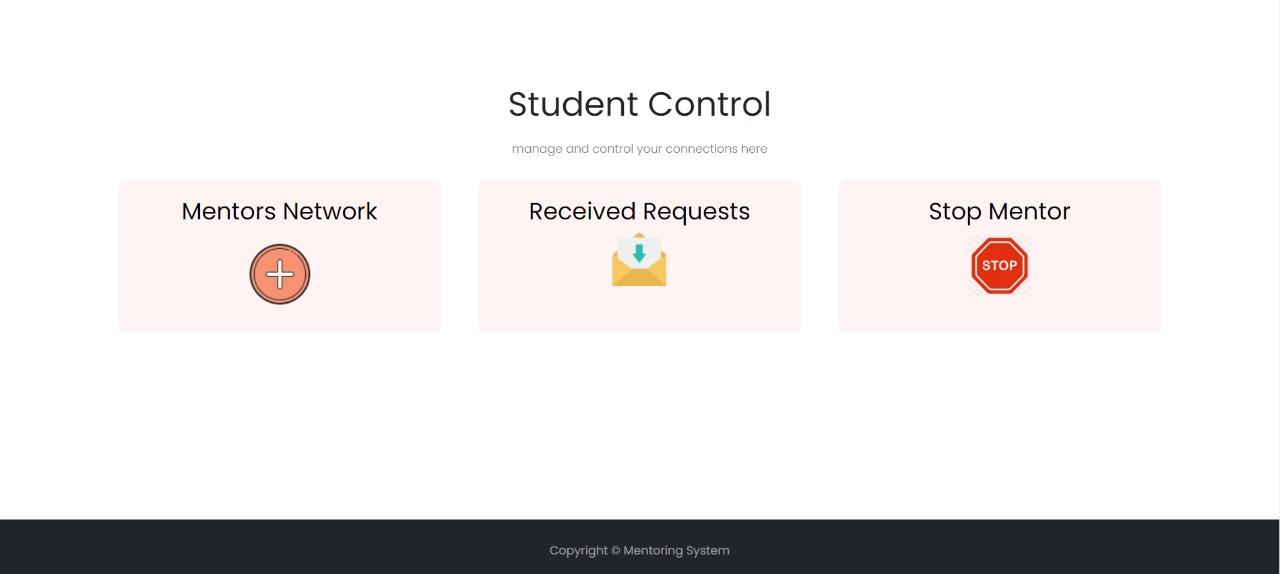 Student Control
manage and control your connections here
Mentors Network
Received Requests
Stop Mentor
STOP
Copyright © Mentoring System